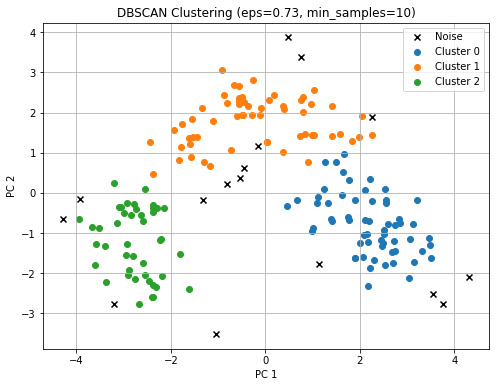 DBSCAN Clustering (eps=0.73, min_samples=10)
Noise
Cluster 0
Cluster 1
Cluster 2
4
3
2
1
0
−1
−2
−3
PC 2
−4 −2 0 2 4
PC 1